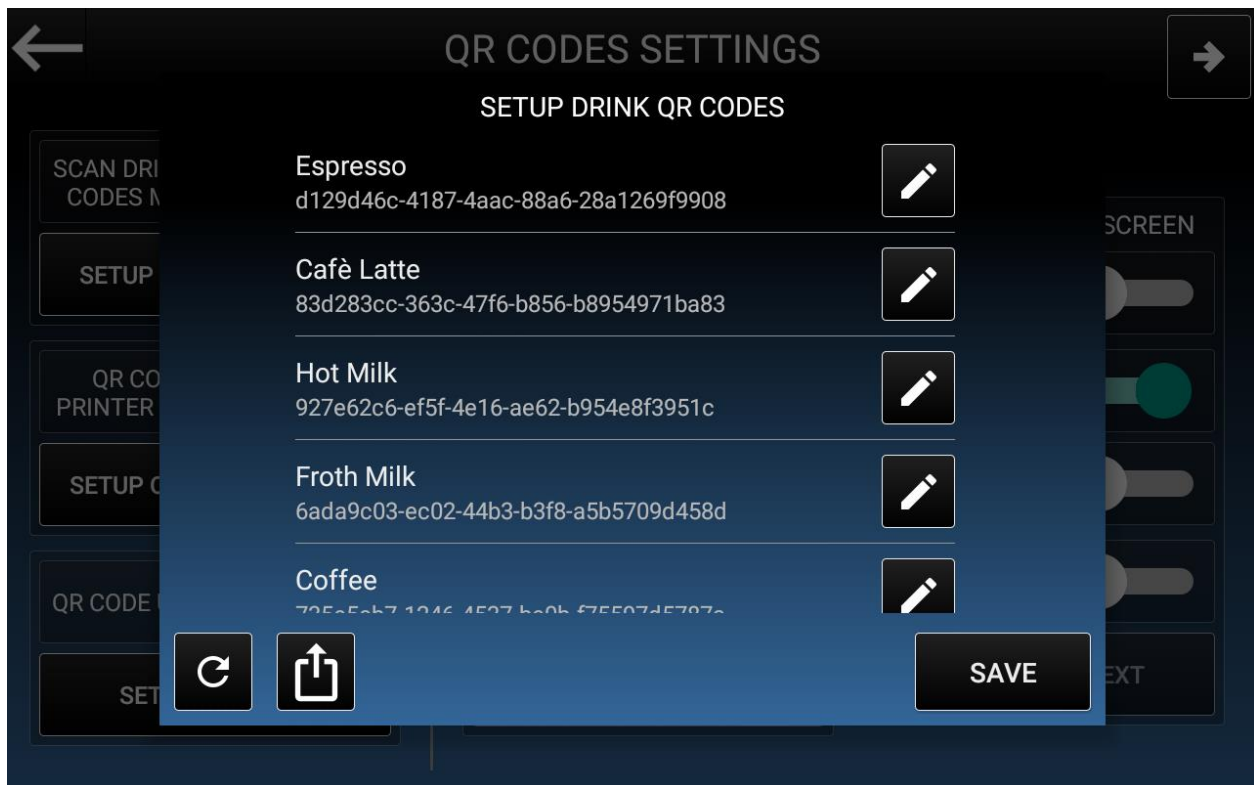 QR CODES SETTINGS
SETUP DRINK QR CODES
SCAN DRI
CODES
SETUP
QR CO
PRINTER
SETUP
QR CODE
SET
Espresso
d129d46c-4187-4aac-88a6-28a1269f9908
Cafè Latte
83d283cc-363c-47f6-b856-b8954971ba83
Hot Milk
927e62c6-ef5f-4e16-ae62-b954e8f3951c
Froth Milk
6ada9c03-ec02-44b3-b3f8-a5b5709d458d
Coffee
SAVE
SCREEN
EXT